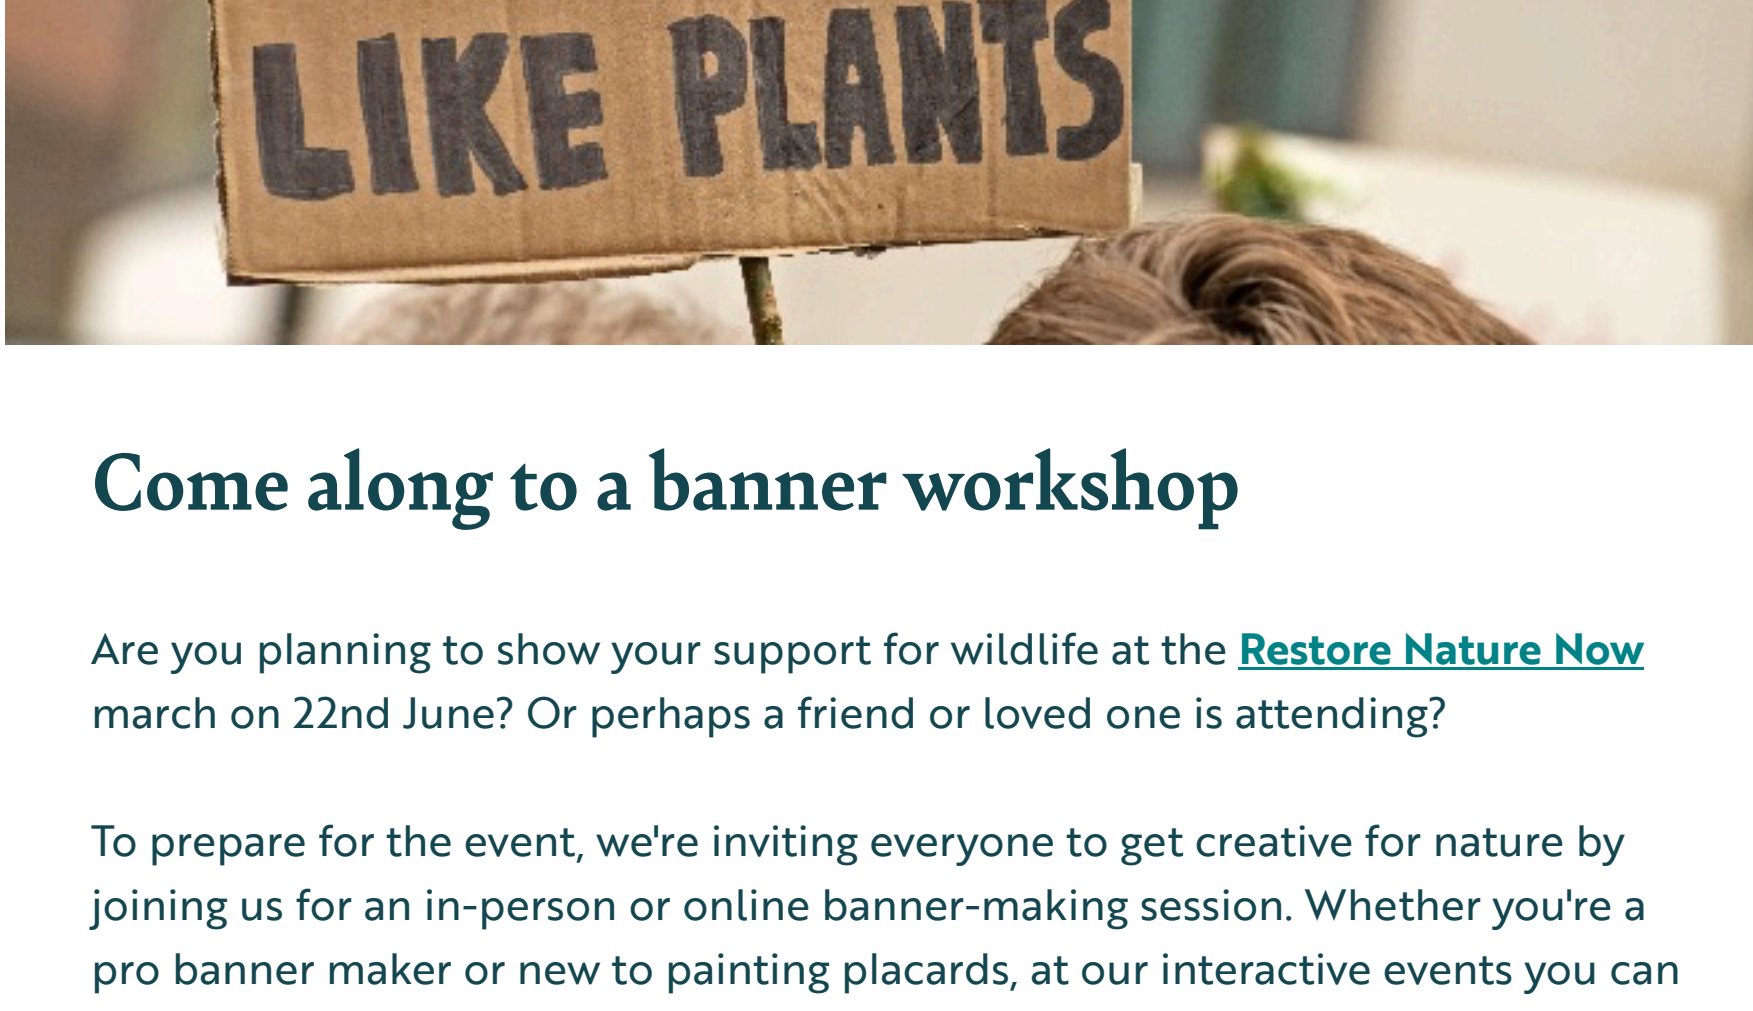 LIKE PLANTS
Come along to a banner workshop
Are you planning to show your support for wildlife at the Restore Nature Now
march on 22nd June? Or perhaps a friend or loved one is attending?
To prepare for the event, we're inviting everyone to get creative for nature by
joining us for an in-person or online banner-making session. Whether you're a
pro banner maker or new to painting placards, at our interactive events you can